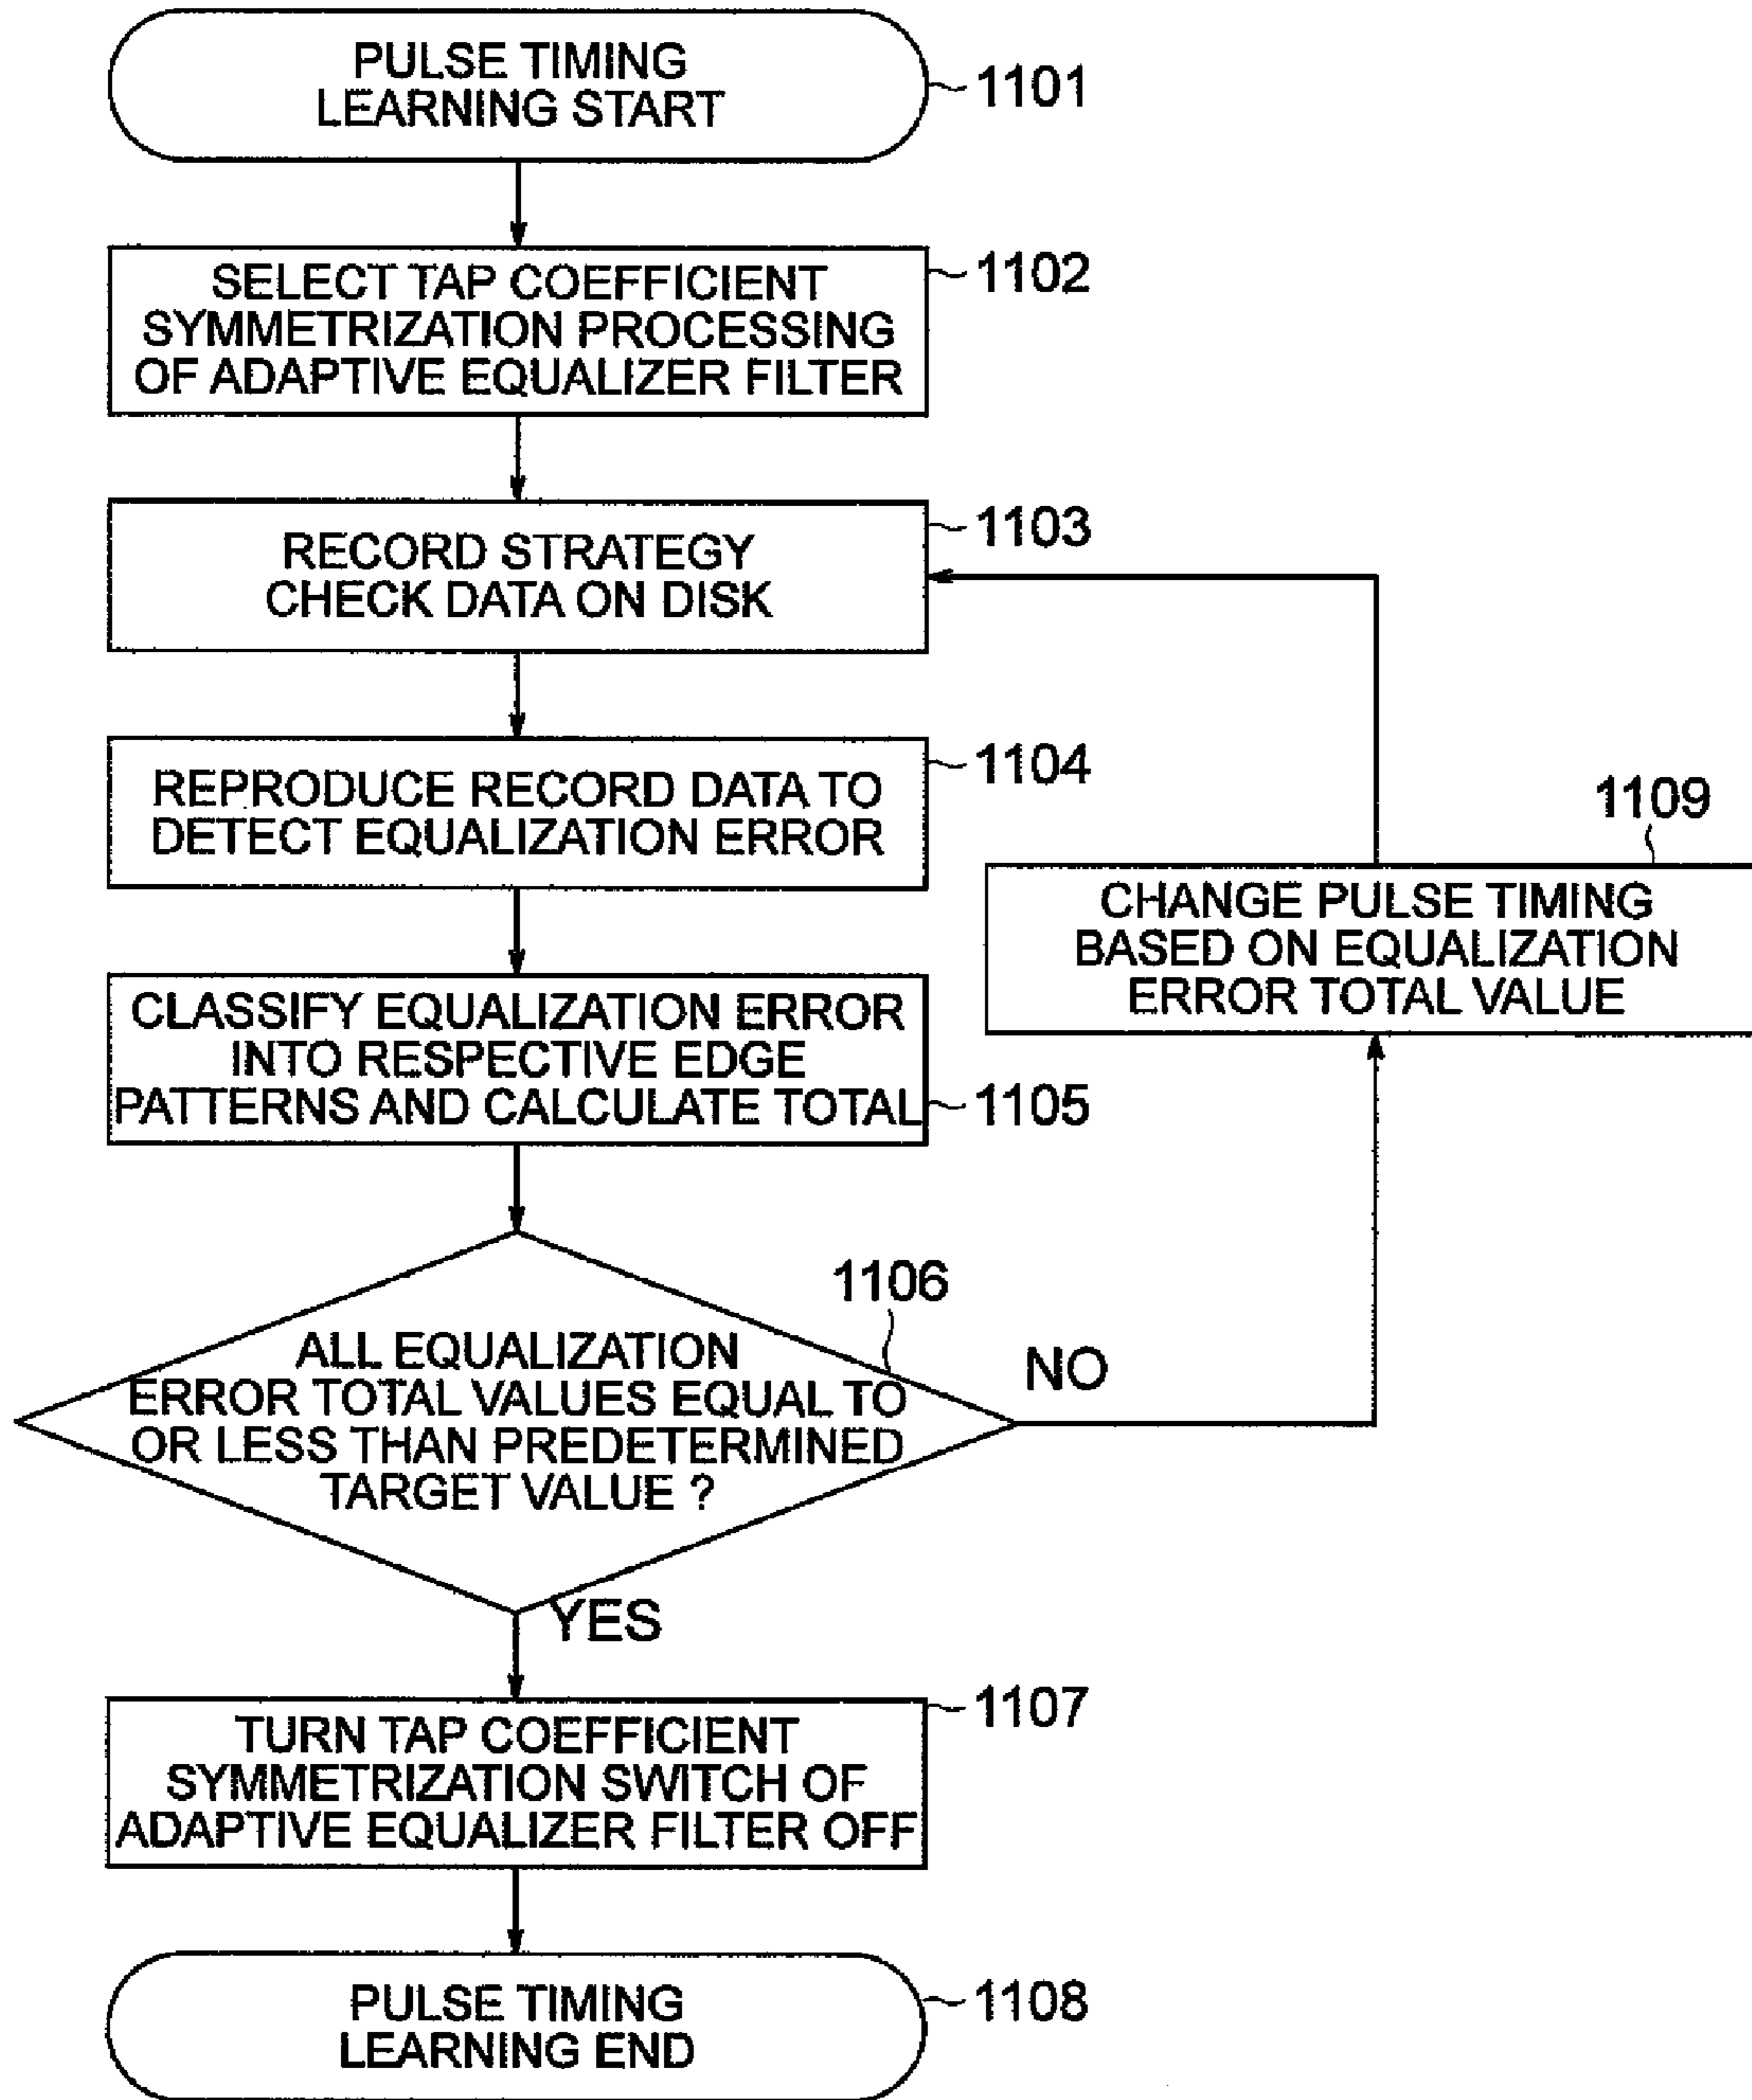 PULSE TIMING
LEARNING START
1101
SELECT TAP COEFFICIENT
SYMMETRIZATION PROCESSING
OF ADAPTIVE EQUALIZER FILTER
1102
RECORD STRATEGY
CHECK DATA ON DISK
1103
REPRODUCE RECORD DATA TO
DETECT EQUALIZATION ERROR
1104
CLASSIFY EQUALIZATION ERROR
INTO RESPECTIVE EDGE
PATTERNS AND CALCULATE TOTAL
1105
ALL EQUALIZATION
ERROR TOTAL VALUES EQUAL TO
OR LESS THAN PREDETERMINED
TARGET VALUE ?
1106
NO
1109
CHANGE PULSE TIMING
BASED ON EQUALIZATION
ERROR TOTAL VALUE
YES
TURN TAP COEFFICIENT
SYMMETRIZATION SWITCH OF
ADAPTIVE EQUALIZER FILTER OFF
1107
PULSE TIMING
LEARNING END
1108